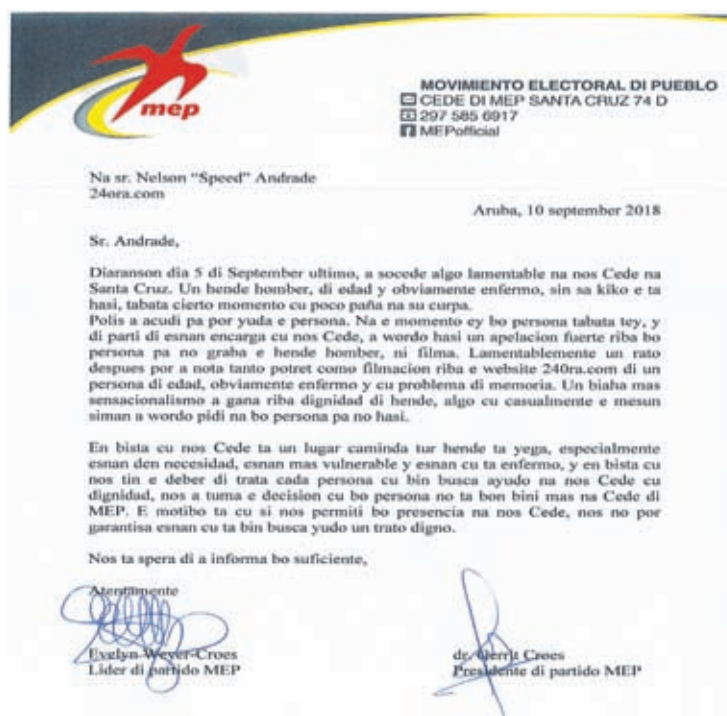 mep
MOVIMIENTO ELECTORAL DI PUEBLO
CEDE DI MEP SANTA CRUZ 74 D
297 585 6917
MEPofficial
Na sr. Nelson “Speed” Andrade
24ora.com
Aruba, 10 september 2018
Sr. Andrade,
Diaranson dia 5 di September ultimo, a socede algo lamentable na nos Cede na
Santa Cruz. Un hende homber, di edad y obviamente enfermo, sin sa kiko e ta
hasi, tabata cierto momento cu poco paña na su curpa.
Polis a acudi pa por yuda e persona. Na e momento ey bo persona tabata tey, y
di parti di esnan encarga cu nos Cede, a wordo hasi un apelacion fuerte riba bo
persona pa no graba e hende homber, ni filma. Lamentablemente un rato
despues por a nota tanto potret como filmacion riba e website 24ora.com di un
persona di edad, obviamente enfermo y cu problema di memoria. Un biaha mas
sensacionalismo a gana riba dignidad di hende, algo cu casualmente e mesun
siman a wordo pidi na bo persona pa no hasi.
En bista cu nos Cede ta un lugar caminda tur hende ta yega, especialmente
esnan den necesidad, esnan mas vulnerable y esnan cu ta enfermo, y en bista cu
nos tin e deber di trata cada persona cu bin busca ayudo na nos Cede cu
dignidad, nos a tuma e decision cu bo persona no ta bon bini mas na Cede di
MEP. E motibo ta cu si nos permiti bo presencia na nos Cede, nos no por
garantisa esnan cu ta bin busca yudo un trato digno.
Nos ta spera di a informa bo suficiente,
Atentamente
Evelyn Wever-Croes
Lider di partido MEP
dr. Gerrit Croes
Presidente di partido MEP